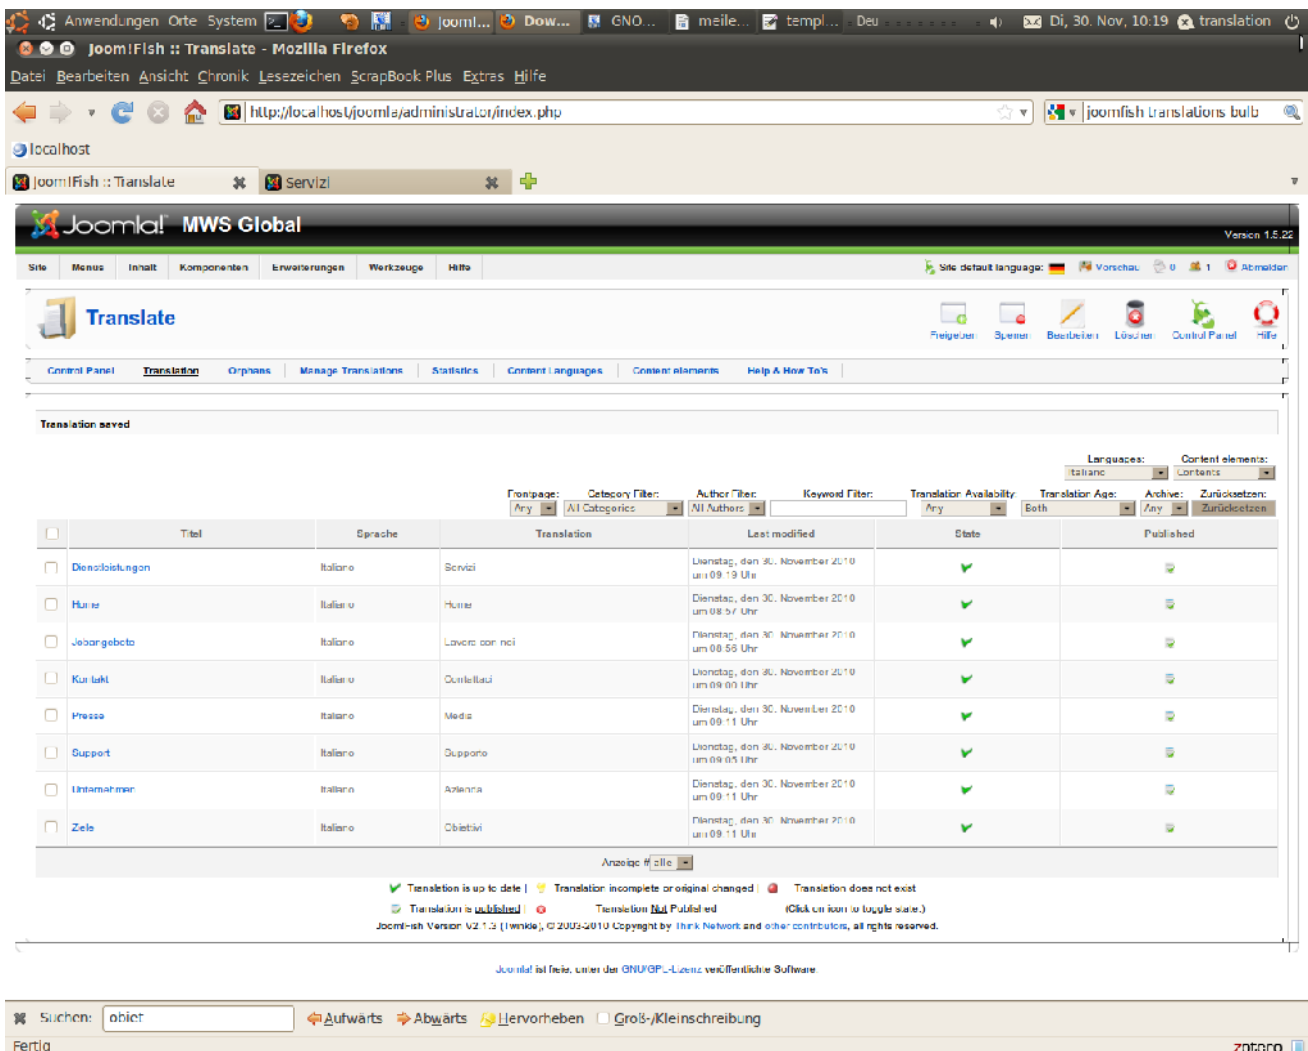 Anwendungen Orte System Jooml... Dow... GNO... meile... templ... Deu Di, 30. Nov, 10:19 translation
Joom!Fish :: Translate - Mozilla Firefox
Datei Bearbeiten Ansicht Chronik Lesezeichen ScrapBook Plus Extras Hilfe
http://localhost/joomla/administrator/index.php joomfish translations bulb
localhost
Joom!Fish :: Translate Servizi
Joomla! MWS Global
Version 1.5.22
Site Menus Inhalt Komponenten Erweiterungen Werkzeuge Hilfe Site default language: Vorschau 0 1 Abmelden
Translate
Freigeben Sperren Bearbeiten Löschen Control Panel Hilfe
Control Panel Translation Orphans Manage Translations Statistics Content Languages Content elements Help & How To's
Translation saved
Languages: Content elements:
Italiano Contents
Frontpage: Category Filter: Author Filter: Keyword Filter: Translation Availability: Translation Age: Archive: Zurücksetzen:
Any All Categories All Authors Any Both Any Zurücksetzen
Titel Sprache Translation Last modified State Published
Dienstleistungen Italiano Servizi Dienstag, den 30. November 2010 um 09:19 Uhr
Home Italiano Home Dienstag, den 30. November 2010 um 08:57 Uhr
Jobangebote Italiano Lavora con noi Dienstag, den 30. November 2010 um 08:56 Uhr
Kontakt Italiano Contattaci Dienstag, den 30. November 2010 um 09:00 Uhr
Presse Italiano Media Dienstag, den 30. November 2010 um 09:11 Uhr
Support Italiano Supporto Dienstag, den 30. November 2010 um 09:05 Uhr
Unternehmen Italiano Azienda Dienstag, den 30. November 2010 um 09:11 Uhr
Ziele Italiano Obiettivi Dienstag, den 30. November 2010 um 09:11 Uhr
Anzeige # alle
Translation is up to date | Translation incomplete or original changed | Translation does not exist
Translation is published | Translation Not Published (Click on icon to toggle state.)
Joom!Fish Version V2.1.3 (Twinkle), © 2003-2010 Copyright by Think Network and other contributors, all rights reserved.
Joomla! ist freie, unter der GNU/GPL-Lizenz veröffentlichte Software.
Suchen: obiet Aufwärts Abwärts Hervorheben Groß-/Kleinschreibung
Fertig zotero